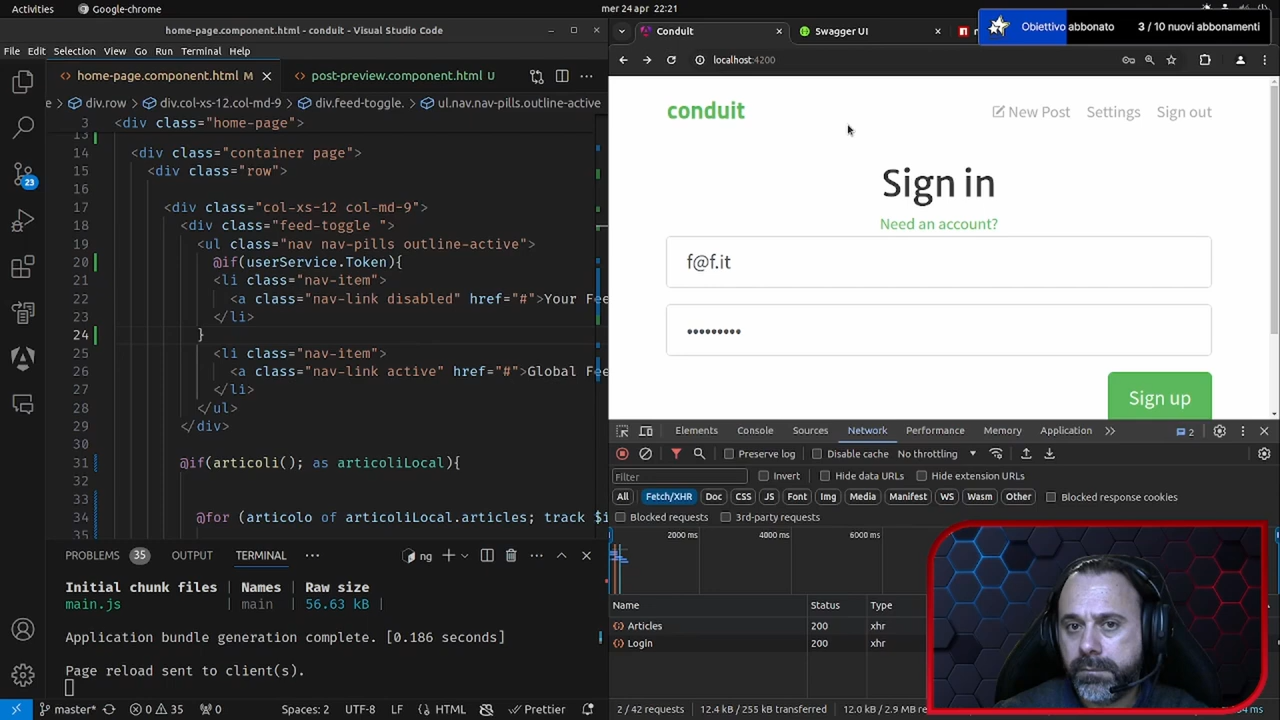 Activities
Google-chrome
mer 24 apr 22:21
Obiettivo abbonato
3 / 10 nuovi abbonamenti
home-page.component.html - conduit - Visual Studio Code
File Edit Selection View Go Run Terminal Help
home-page.component.html M
post-preview.component.html U
div.row
div.col-xs-12.col-md-9
div.feed-toggle.
ul.nav.nav-pills.outline-active
3 <div class="home-page">
13
14 <div class="container page">
15 <div class="row">
16
17 <div class="col-xs-12 col-md-9">
18 <div class="feed-toggle ">
19 <ul class="nav nav-pills outline-active">
20 @if(userService.Token){
21 <li class="nav-item">
22 <a class="nav-link disabled" href="#">Your Fee
23 </li>
24 }
25 <li class="nav-item">
26 <a class="nav-link active" href="#">Global Fee
27 </li>
28 </ul>
29 </div>
30
31 @if(articoli(); as articoliLocal){
32
33
34 @for (articolo of articoliLocal.articles; track $i
35
23
PROBLEMS 35 OUTPUT TERMINAL
ng
Initial chunk files | Names | Raw size
main.js | main | 56.63 kB |
Application bundle generation complete. [0.186 seconds]
Page reload sent to client(s).
master* 0 35 0 Spaces: 2 UTF-8 LF HTML Prettier
Conduit
Swagger UI
localhost:4200
conduit
New Post
Settings
Sign out
Sign in
Need an account?
f@f.it
•••••••••
Sign up
Elements Console Sources Network Performance Memory Application
2
Preserve log
Disable cache
No throttling
Filter
Invert
Hide data URLs
Hide extension URLs
All Fetch/XHR Doc CSS JS Font Img Media Manifest WS Wasm Other
Blocked response cookies
Blocked requests
3rd-party requests
2000 ms
4000 ms
6000 ms
Name Status Type
Articles 200 xhr
Login 200 xhr
2 / 42 requests
12.4 kB / 255 kB transferred